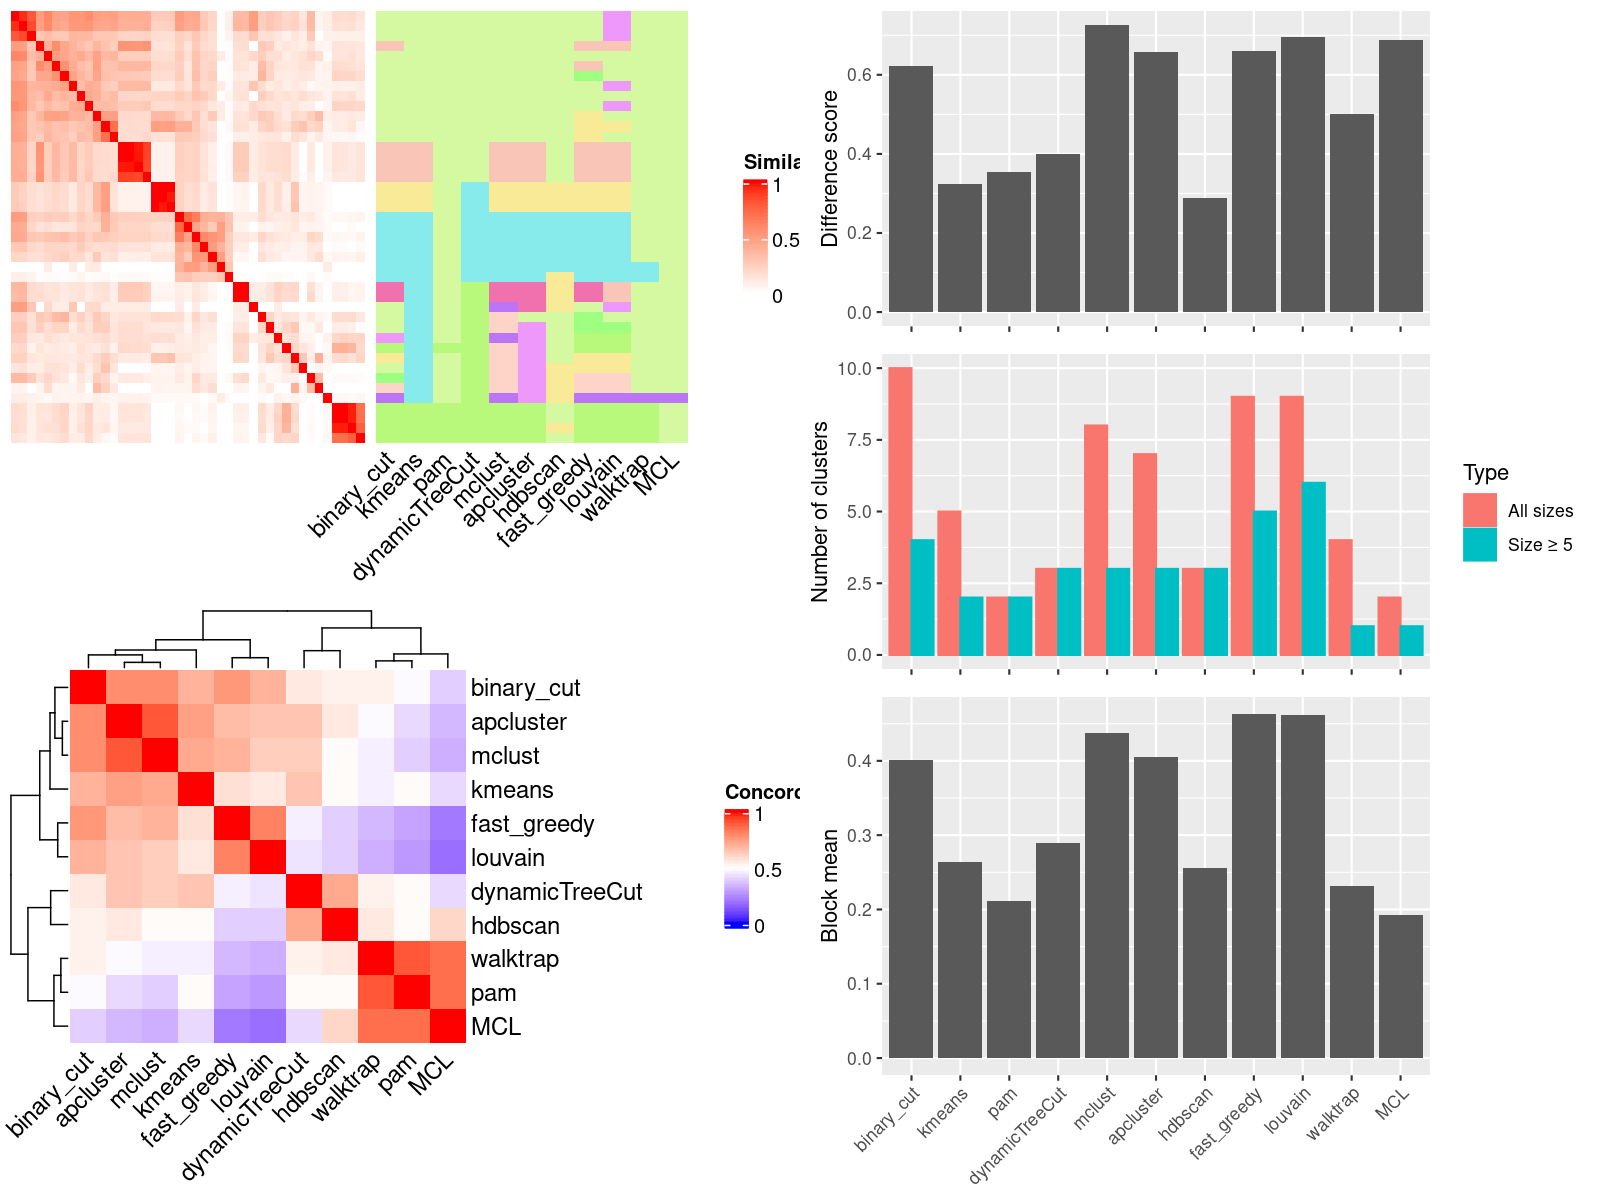 Simila
1
0.5
0
binary_cut
kmeans
pam
dynamicTreeCut
mclust
apcluster
hdbscan
fast_greedy
louvain
walktrap
MCL
binary_cut
apcluster
mclust
kmeans
fast_greedy
louvain
dynamicTreeCut
hdbscan
walktrap
pam
MCL
binary_cut
apcluster
mclust
kmeans
fast_greedy
louvain
dynamicTreeCut
hdbscan
walktrap
pam
MCL
Concord
1
0.5
0
Difference score
0.6
0.4
0.2
0.0
Number of clusters
10.0
7.5
5.0
2.5
0.0
Type
All sizes
Size ≥ 5
Block mean
0.4
0.3
0.2
0.1
0.0
binary_cut
kmeans
pam
dynamicTreeCut
mclust
apcluster
hdbscan
fast_greedy
louvain
walktrap
MCL